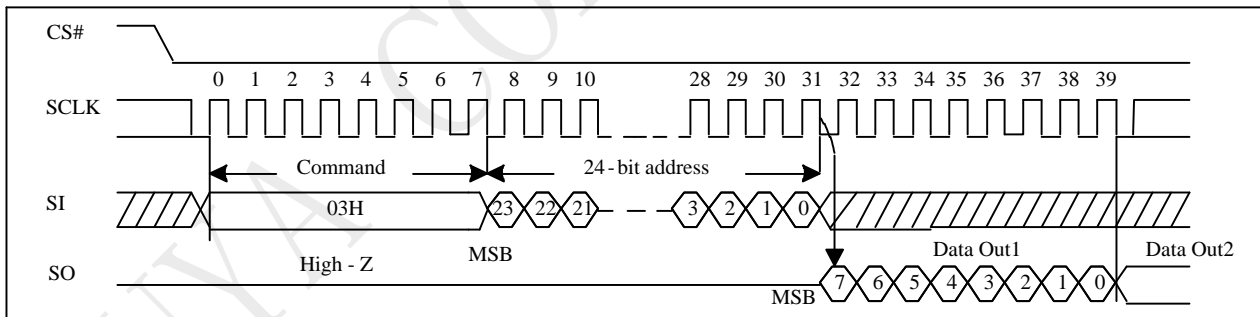 CS#
0 1 2 3 4 5 6 7 8 9 10 28 29 30 31 32 33 34 35 36 37 38 39
SCLK
Command 24-bit address
SI 03H 23 22 21 3 2 1 0
MSB Data Out1 Data Out2
High - Z
SO MSB 7 6 5 4 3 2 1 0